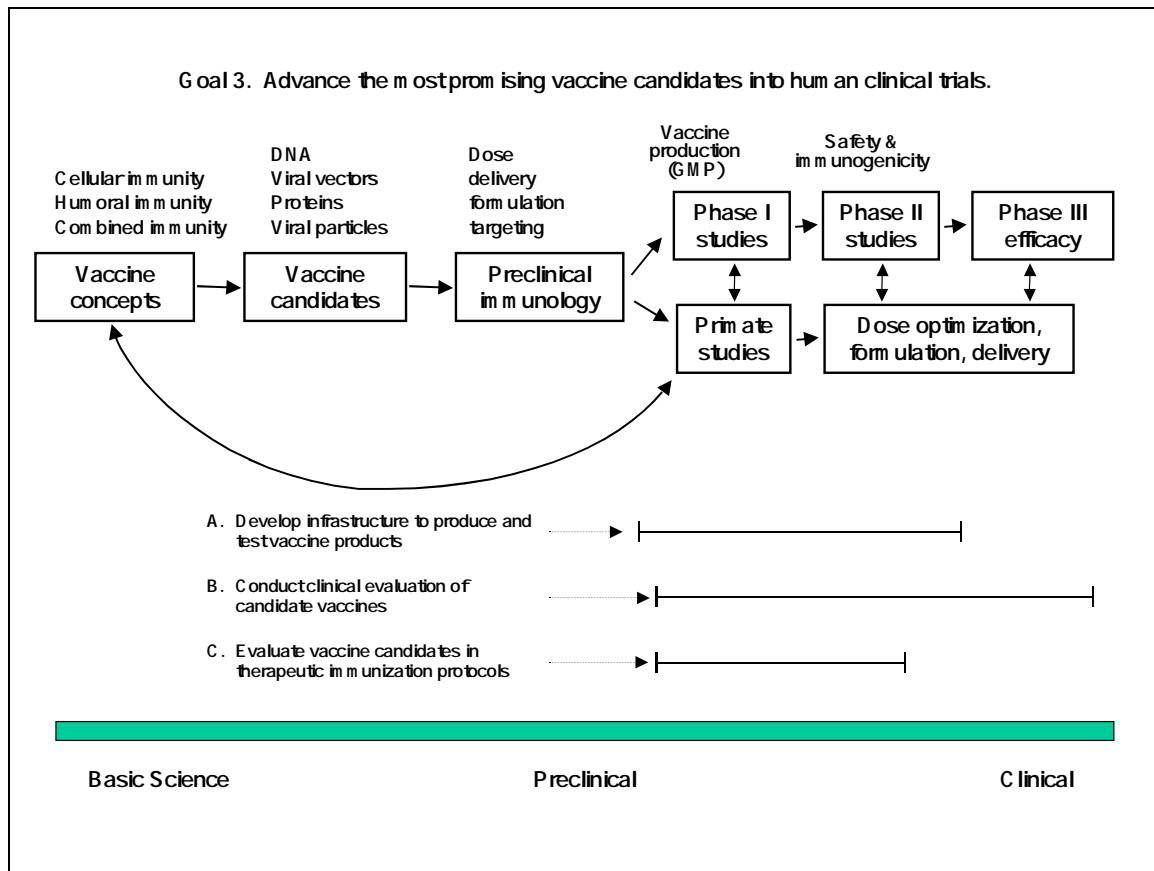 Goal 3. Advance the most promising vaccine candidates into human clinical trials.
Cellular immunity
Humoral immunity
Combined immunity
DNA
Viral vectors
Proteins
Viral particles
Dose
delivery
formulation
targeting
Vaccine
production
(GMP)
Safety &
immunogenicity
Vaccine
concepts
Vaccine
candidates
Preclinical
immunology
Phase I
studies
Phase II
studies
Phase III
efficacy
Primate
studies
Dose optimization,
formulation, delivery
A. Develop infrastructure to produce and
test vaccine products
B. Conduct clinical evaluation of
candidate vaccines
C. Evaluate vaccine candidates in
therapeutic immunization protocols
Basic Science
Preclinical
Clinical